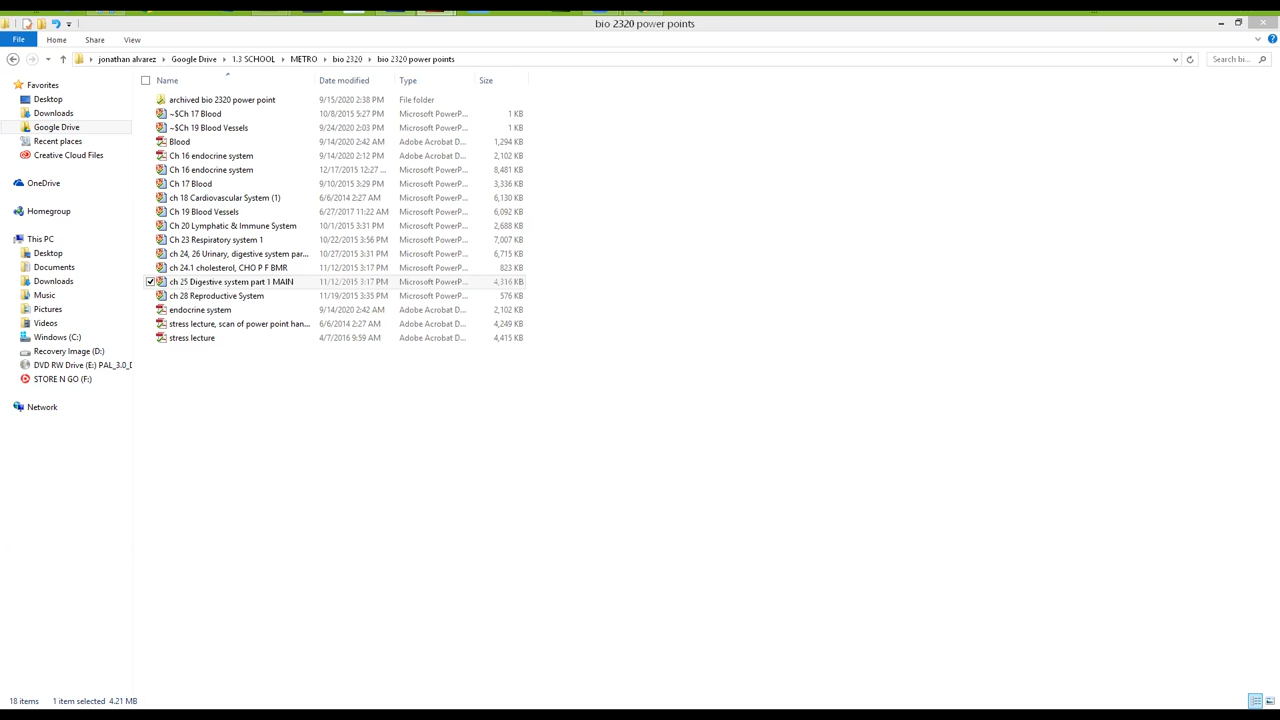 bio 2320 power points
File Home Share View
jonathan alvarez Google Drive 1.3 SCHOOL METRO bio 2320 bio 2320 power points Search bi...
Name Date modified Type Size
Favorites
Desktop
Downloads
Google Drive
Recent places
Creative Cloud Files
OneDrive
Homegroup
This PC
Desktop
Documents
Downloads
Music
Pictures
Videos
Windows (C:)
Recovery Image (D:)
DVD RW Drive (E:) PAL_3.0_D
STORE N GO (F:)
Network
archived bio 2320 power point 9/15/2020 2:38 PM File folder
~$Ch 17 Blood 10/8/2015 5:27 PM Microsoft PowerP... 1 KB
~$Ch 19 Blood Vessels 9/24/2020 2:03 PM Microsoft PowerP... 1 KB
Blood 9/14/2020 2:42 AM Adobe Acrobat D... 1,294 KB
Ch 16 endocrine system 9/14/2020 2:12 PM Adobe Acrobat D... 2,102 KB
Ch 16 endocrine system 12/17/2015 12:27 ... Microsoft PowerP... 8,481 KB
Ch 17 Blood 9/10/2015 3:29 PM Microsoft PowerP... 3,336 KB
ch 18 Cardiovascular System (1) 6/6/2014 2:27 AM Microsoft PowerP... 6,130 KB
Ch 19 Blood Vessels 6/27/2017 11:22 AM Microsoft PowerP... 6,092 KB
Ch 20 Lymphatic & Immune System 10/1/2015 3:31 PM Microsoft PowerP... 2,688 KB
Ch 23 Respiratory system 1 10/22/2015 3:56 PM Microsoft PowerP... 7,007 KB
ch 24, 26 Urinary, digestive system par... 10/27/2015 3:31 PM Microsoft PowerP... 6,715 KB
ch 24.1 cholesterol, CHO P F BMR 11/12/2015 3:17 PM Microsoft PowerP... 823 KB
ch 25 Digestive system part 1 MAIN 11/12/2015 3:17 PM Microsoft PowerP... 4,316 KB
ch 28 Reproductive System 11/19/2015 3:35 PM Microsoft PowerP... 576 KB
endocrine system 9/14/2020 2:42 AM Adobe Acrobat D... 2,102 KB
stress lecture, scan of power point han... 6/6/2014 2:27 AM Adobe Acrobat D... 4,249 KB
stress lecture 4/7/2016 9:59 AM Adobe Acrobat D... 4,415 KB
18 items 1 item selected 4.21 MB